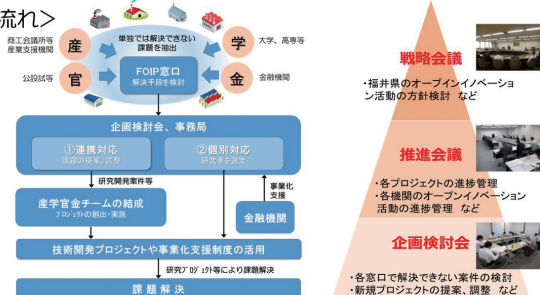 流れ>
商工会議所等
産業支援機関
産
単独では解決できない
課題を抽出
学
大学、高専等
公設試等
官
FOIP窓口
解決手段を検討
金
金融機関
企画検討会、事務局
①連携対応
課題の提案、調整
②個別対応
研究者を選定
研究開発案件等
事業化
支援
産学官金チームの結成
プロジェクトの創出・実施
金融機関
技術開発プロジェクトや事業化支援制度の活用
研究プロジェクト等により課題解決
課題解決
戦略会議
・福井県のオープンイノベーショ
ン活動の方針検討 など
推進会議
・各プロジェクトの進捗管理
・各機関のオープンイノベーション
活動の進捗管理 など
企画検討会
・各窓口で解決できない案件の検討
・新規プロジェクトの提案、調整 など